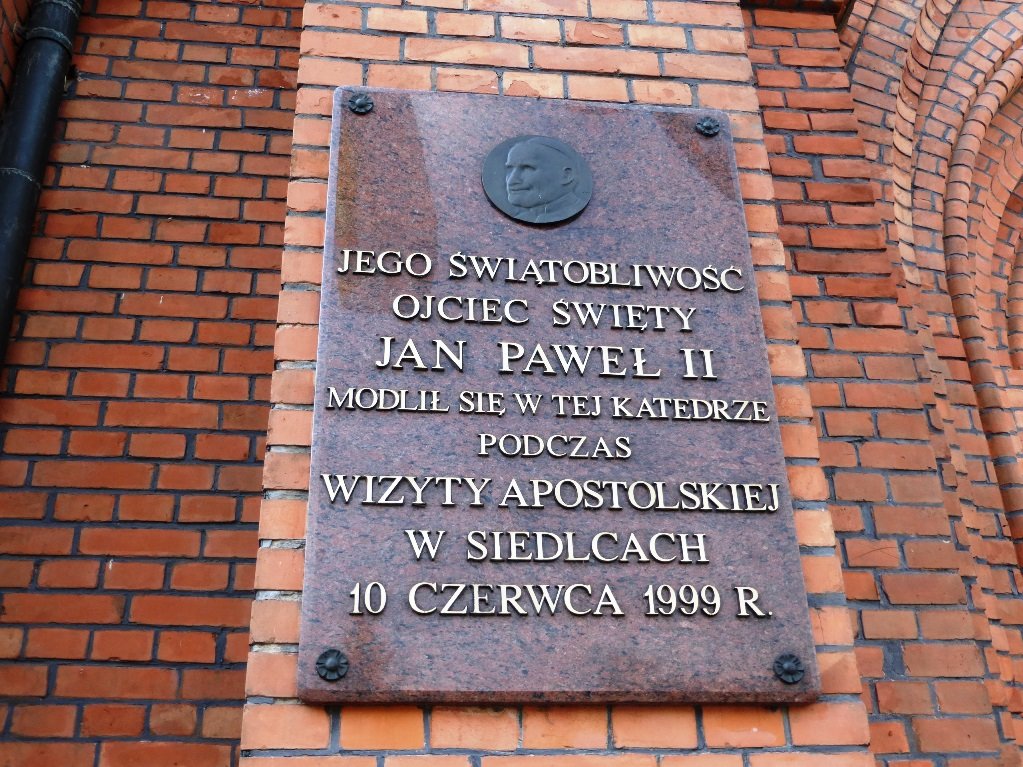 JEGO ŚWIĄTOBLIWOŚĆ
OJCIEC ŚWIĘTY
JAN PAWEŁ II
MODLIŁ SIĘ W TEJ KATEDRZE
PODCZAS
WIZYTY APOSTOLSKIEJ
W SIEDLCACH
10 CZERWCA 1999 R.